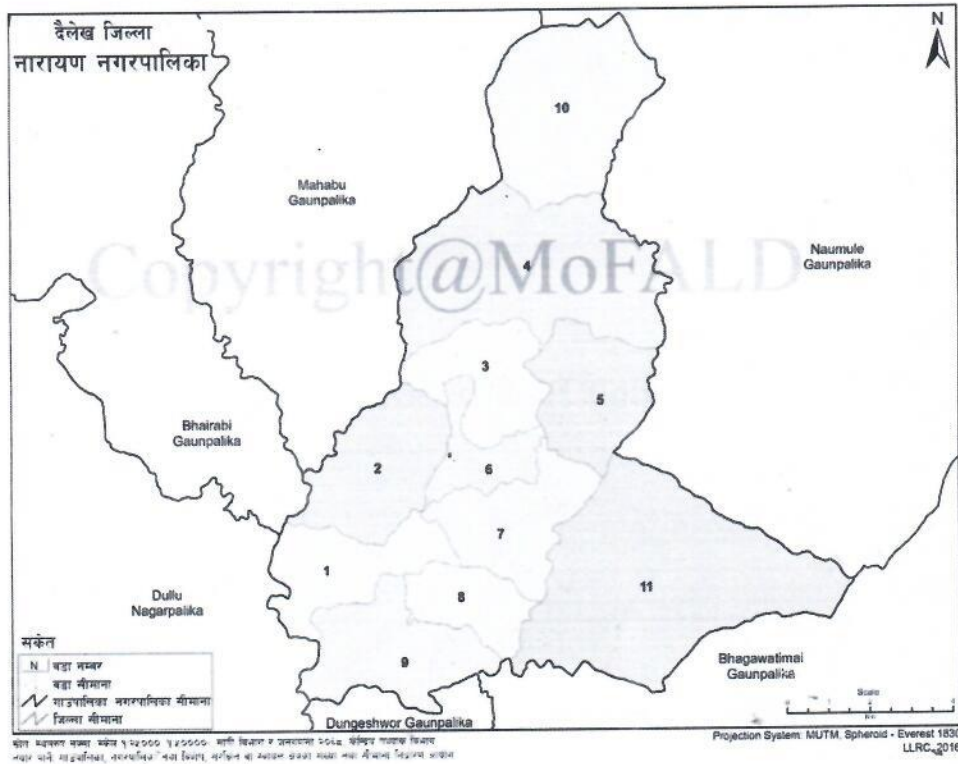 दैलेख जिल्ला
नारायण नगरपालिका
N
10
Mahabu
Gaunpalika
Naumule
Gaunpalika
Copyright@MoFALD
4
3
5
Bhairabi
Gaunpalika
2
6
7
1
Dullu
Nagarpalika
8
11
9
Bhagawatimai
Gaunpalika
Dungeshwor Gaunpalika
सकेत
N वडा नम्बर
वडा सीमाना
गाउपालिका नगरपालिका सीमाना
जिल्ला सीमाना
Scale
Projection System: MUTM, Spheroid - Everest 1830
LLRC, 2016